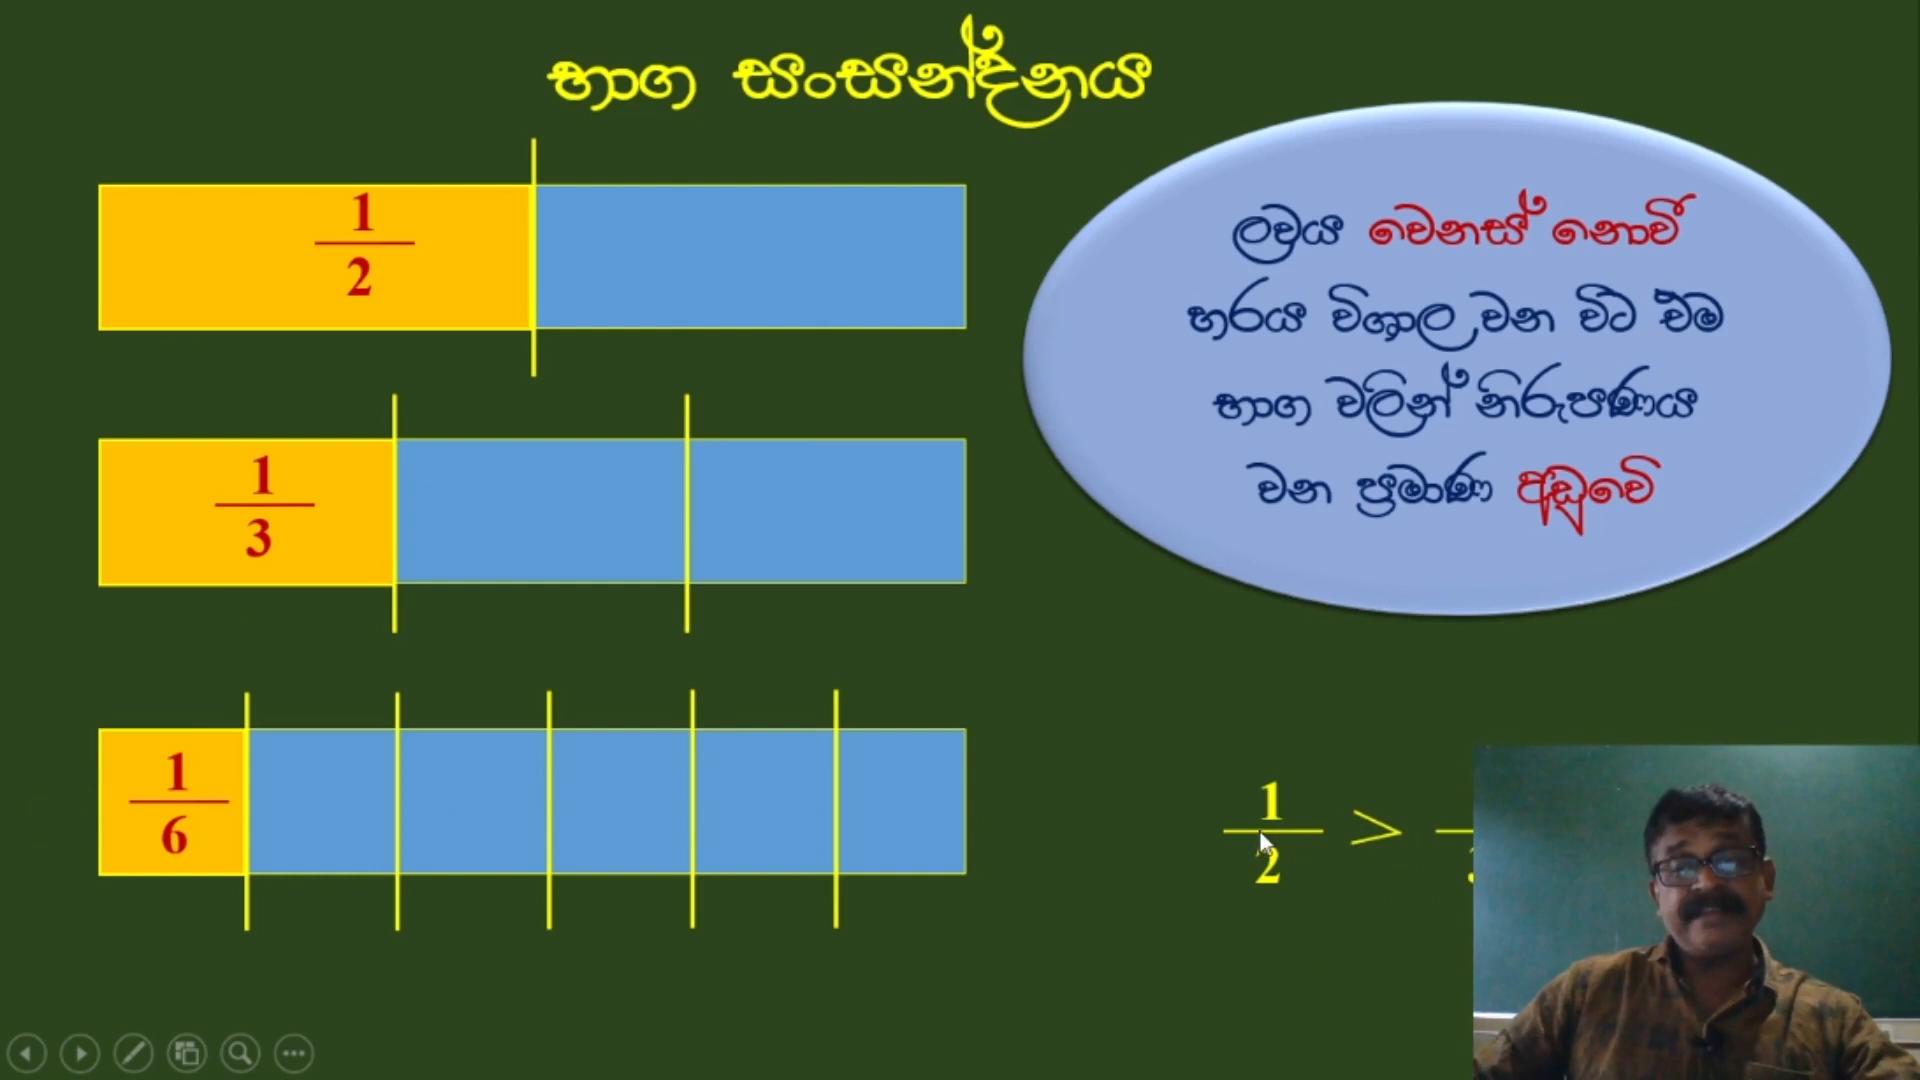 භාග සංසන්දනය
1
2
1
3
1
6
ලවය වෙනස් නොවී
හරය විශාල වන විට එම
භාග වලින් නිරුපණය
වන ප්‍රමාණ අඩුවේ
1
2
>